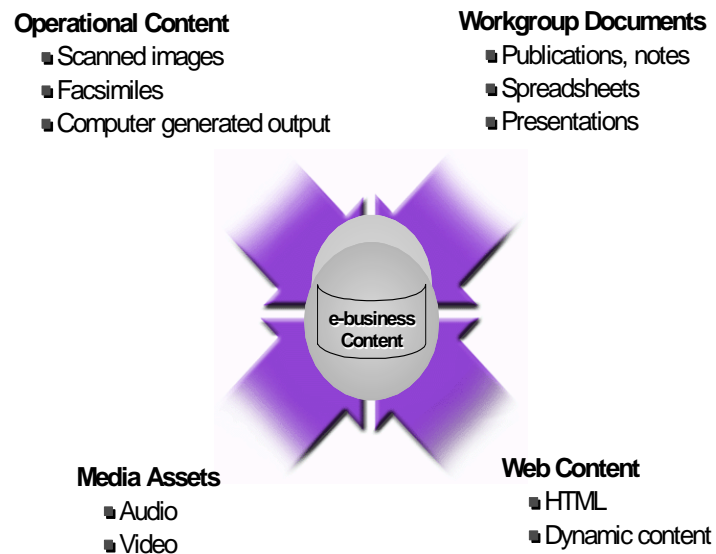 Operational Content
Scanned images
Facsimiles
Computer generated output
Workgroup Documents
Publications, notes
Spreadsheets
Presentations
e-business
Content
Media Assets
Audio
Video
Web Content
HTML
Dynamic content